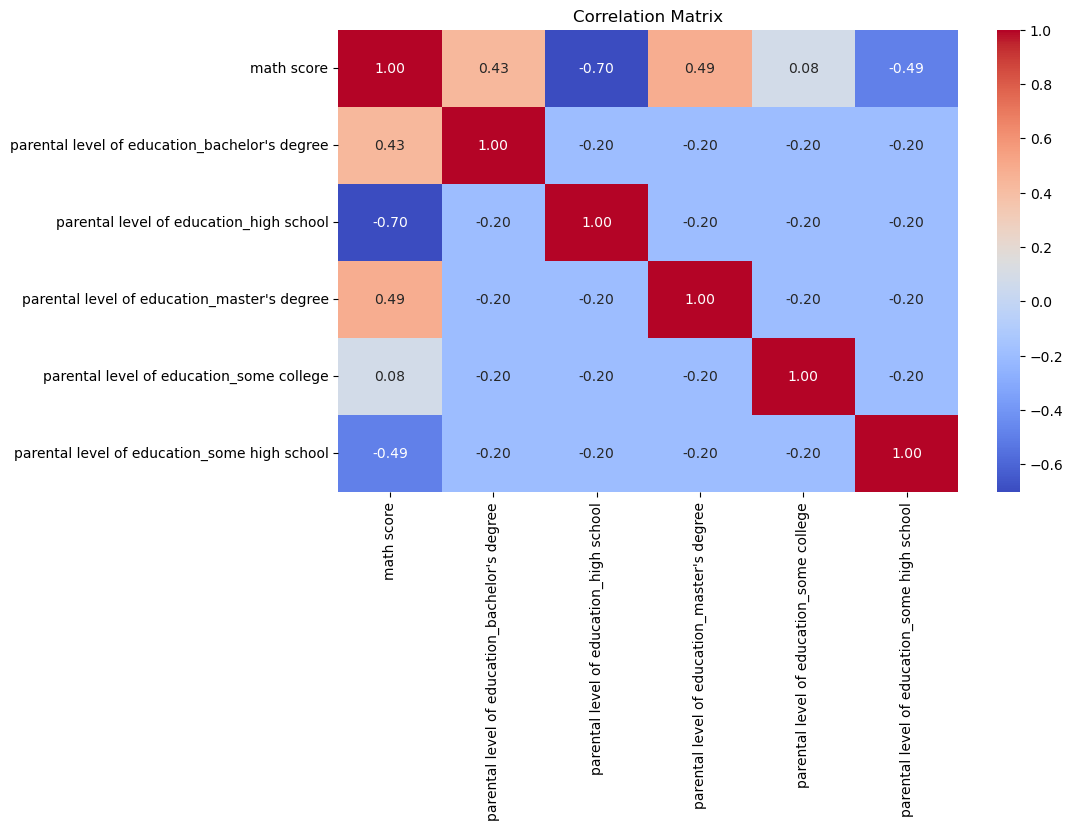 Correlation Matrix
math score 1.00 0.43 -0.70 0.49 0.08 -0.49
parental level of education_bachelor's degree 0.43 1.00 -0.20 -0.20 -0.20 -0.20
parental level of education_high school -0.70 -0.20 1.00 -0.20 -0.20 -0.20
parental level of education_master's degree 0.49 -0.20 -0.20 1.00 -0.20 -0.20
parental level of education_some college 0.08 -0.20 -0.20 -0.20 1.00 -0.20
parental level of education_some high school -0.49 -0.20 -0.20 -0.20 -0.20 1.00
math score
parental level of education_bachelor's degree
parental level of education_high school
parental level of education_master's degree
parental level of education_some college
parental level of education_some high school
1.0
0.8
0.6
0.4
0.2
0.0
−0.2
−0.4
−0.6